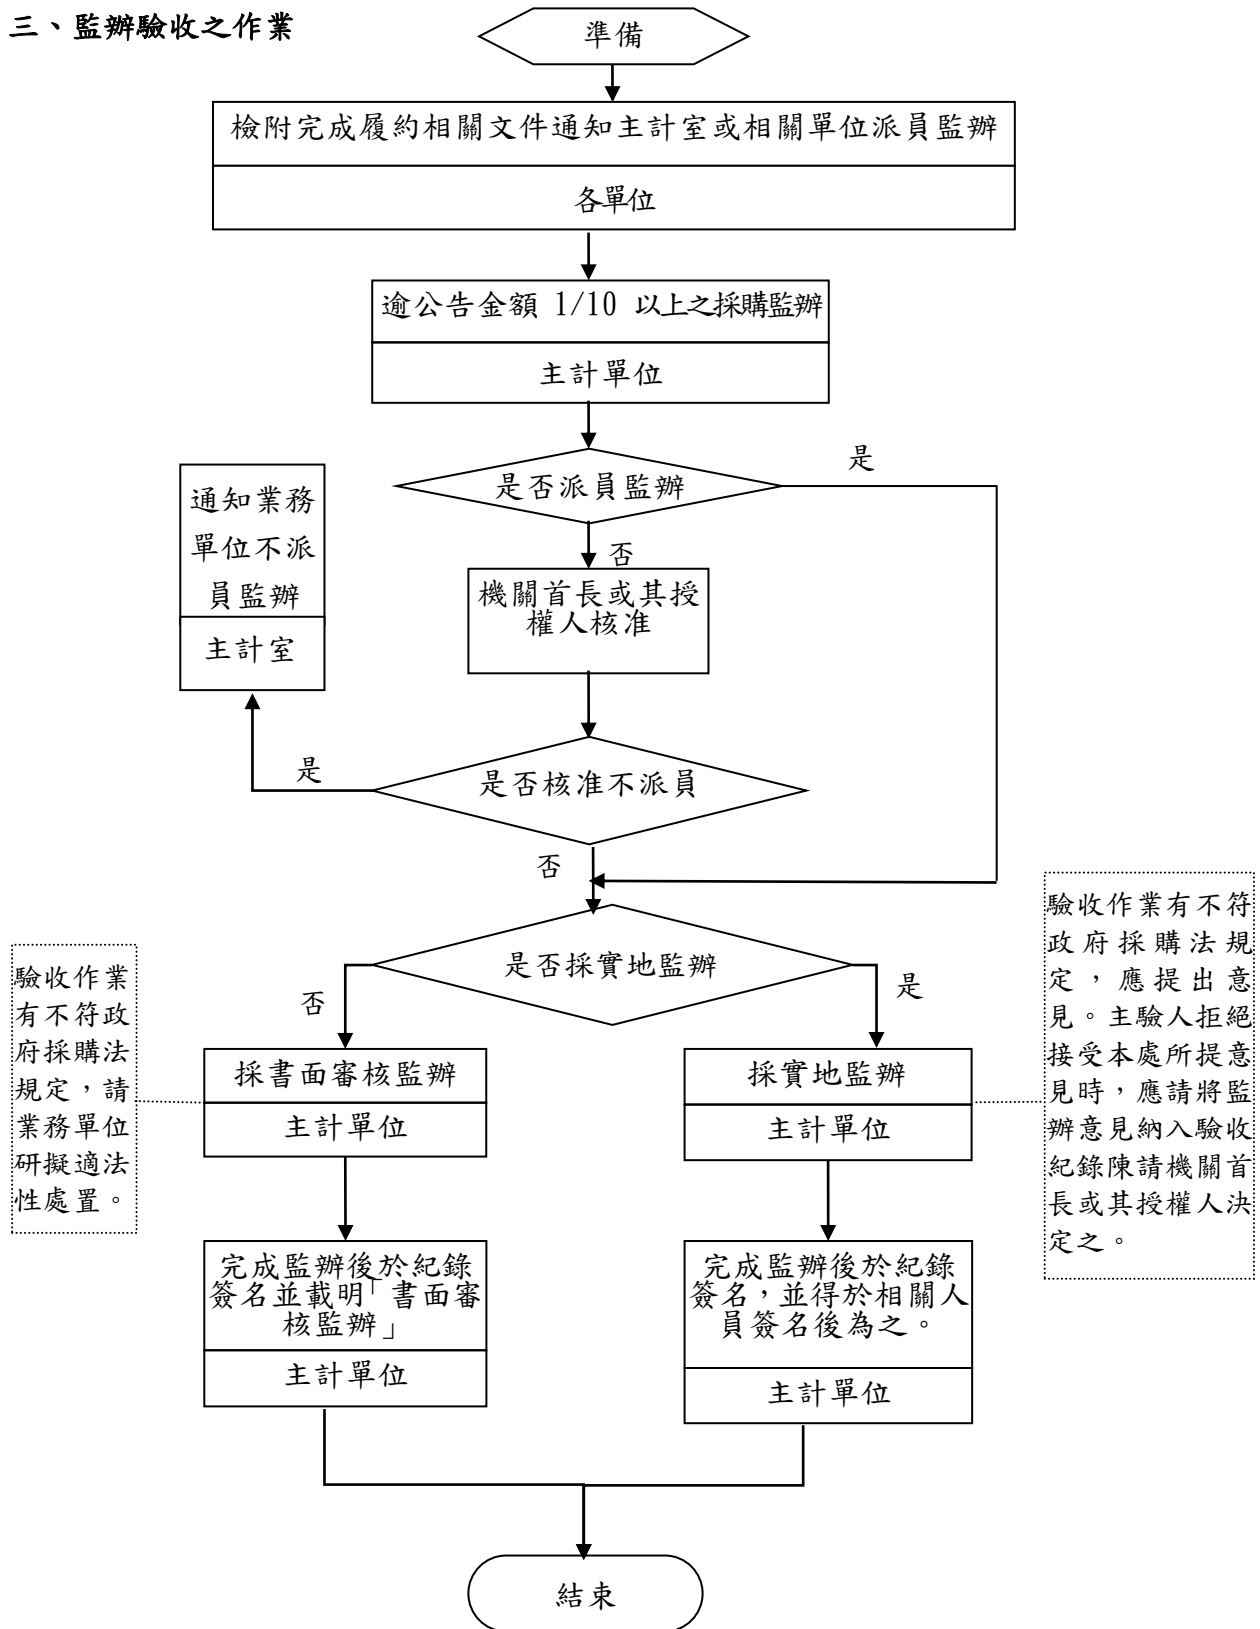 三、監辦驗收之作業
準備
檢附完成履約相關文件通知主計室或相關單位派員監辦
各單位
逾公告金額 1/10 以上之採購監辦
主計單位
是否派員監辦
是
否
通知業務
單位不派
員監辦
主計室
機關首長或其授
權人核准
是否核准不派員
是
否
是否採實地監辦
否
是
驗收作業
有不符政
府採購法
規定，請
業務單位
研擬適法
性處置。
採書面審核監辦
主計單位
採實地監辦
主計單位
驗收作業有不符
政府採購法規
定，應提出意
見。主驗人拒絕
接受本處所提意
見時，應請將監
辦意見納入驗收
紀錄陳請機關首
長或其授權人決
定之。
完成監辦後於紀錄
簽名並載明「書面審
核監辦」
主計單位
完成監辦後於紀錄
簽名，並得於相關人
員簽名後為之。
主計單位
結束